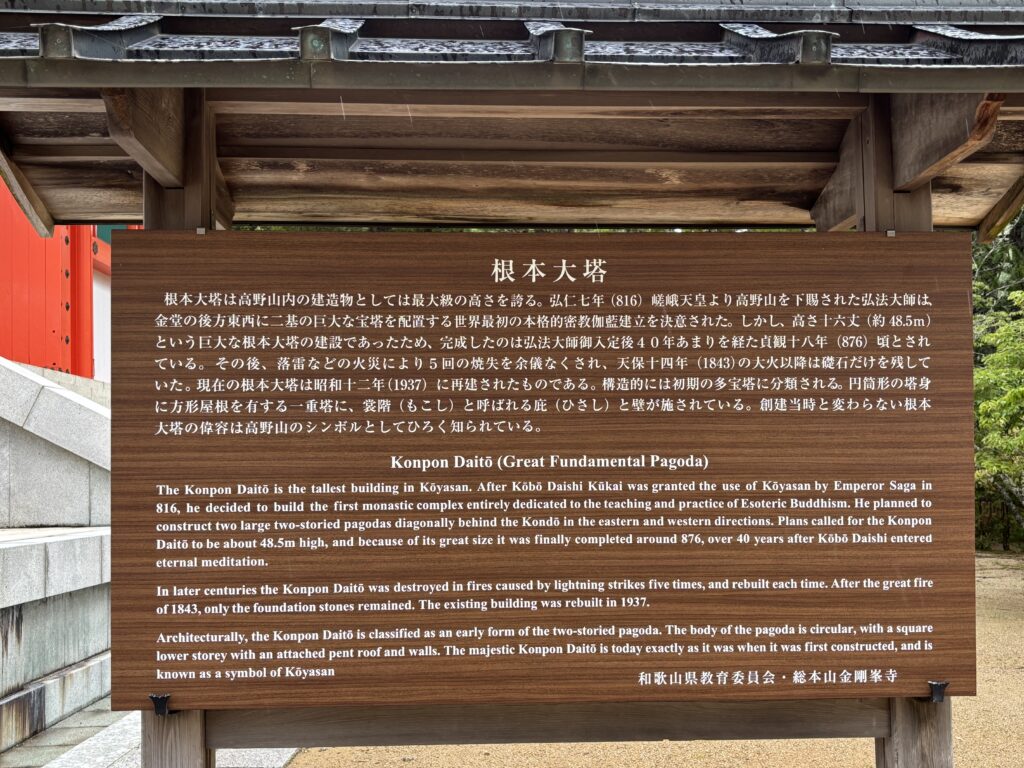 根本大塔
根本大塔は高野山内の建造物としては最大級の高さを誇る。弘仁七年（816）嵯峨天皇より高野山を下賜された弘法大師は、
金堂の後方東西に二基の巨大な宝塔を配置する世界最初の本格的密教伽藍建立を決意された。しかし、高さ十六丈（約48.5m）
という巨大な根本大塔の建設であったため、完成したのは弘法大師御入定後４０年あまりを経た貞観十八年（876）頃とされ
ている。その後、落雷などの火災により５回の焼失を余儀なくされ、天保十四年（1843）の大火以降は礎石だけを残して
いた。現在の根本大塔は昭和十二年（1937）に再建されたものである。構造的には初期の多宝塔に分類される。円筒形の塔身
に方形屋根を有する一重塔に、裳階（もこし）と呼ばれる庇（ひさし）と壁が施されている。創建当時と変わらない根本
大塔の偉容は高野山のシンボルとしてひろく知られている。
Konpon Daitō (Great Fundamental Pagoda)
The Konpon Daitō is the tallest building in Kōyasan. After Kōbō Daishi Kūkai was granted the use of Kōyasan by Emperor Saga in
816, he decided to build the first monastic complex entirely dedicated to the teaching and practice of Esoteric Buddhism. He planned to
construct two large two-storied pagodas diagonally behind the Kondō in the eastern and western directions. Plans called for the Konpon
Daitō to be about 48.5m high, and because of its great size it was finally completed around 876, over 40 years after Kōbō Daishi entered
eternal meditation.
In later centuries the Konpon Daitō was destroyed in fires caused by lightning strikes five times, and rebuilt each time. After the great fire
of 1843, only the foundation stones remained. The existing building was rebuilt in 1937.
Architecturally, the Konpon Daitō is classified as an early form of the two-storied pagoda. The body of the pagoda is circular, with a square
lower storey with an attached pent roof and walls. The majestic Konpon Daitō is today exactly as it was when it was first constructed, and is
known as a symbol of Kōyasan
和歌山県教育委員会・総本山金剛峯寺